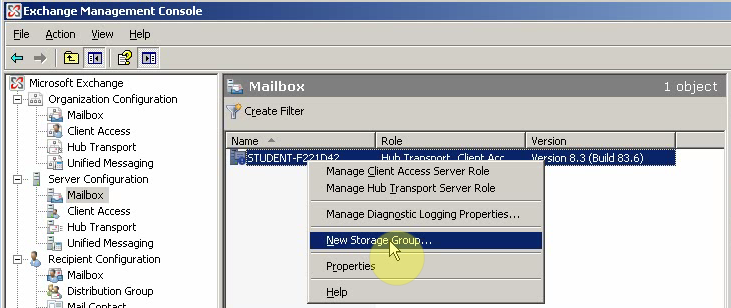 Exchange Management Console
File Action View Help
Microsoft Exchange
Organization Configuration
Mailbox
Client Access
Hub Transport
Unified Messaging
Server Configuration
Mailbox
Client Access
Hub Transport
Unified Messaging
Recipient Configuration
Mailbox
Distribution Group
Mail Contact
Mailbox 1 object
Create Filter
Name Role Version
STUDENT-F221D42 Hub Transport, Client Acc... Version 8.3 (Build 83.6)
Manage Client Access Server Role
Manage Hub Transport Server Role
Manage Diagnostic Logging Properties...
New Storage Group...
Properties
Help